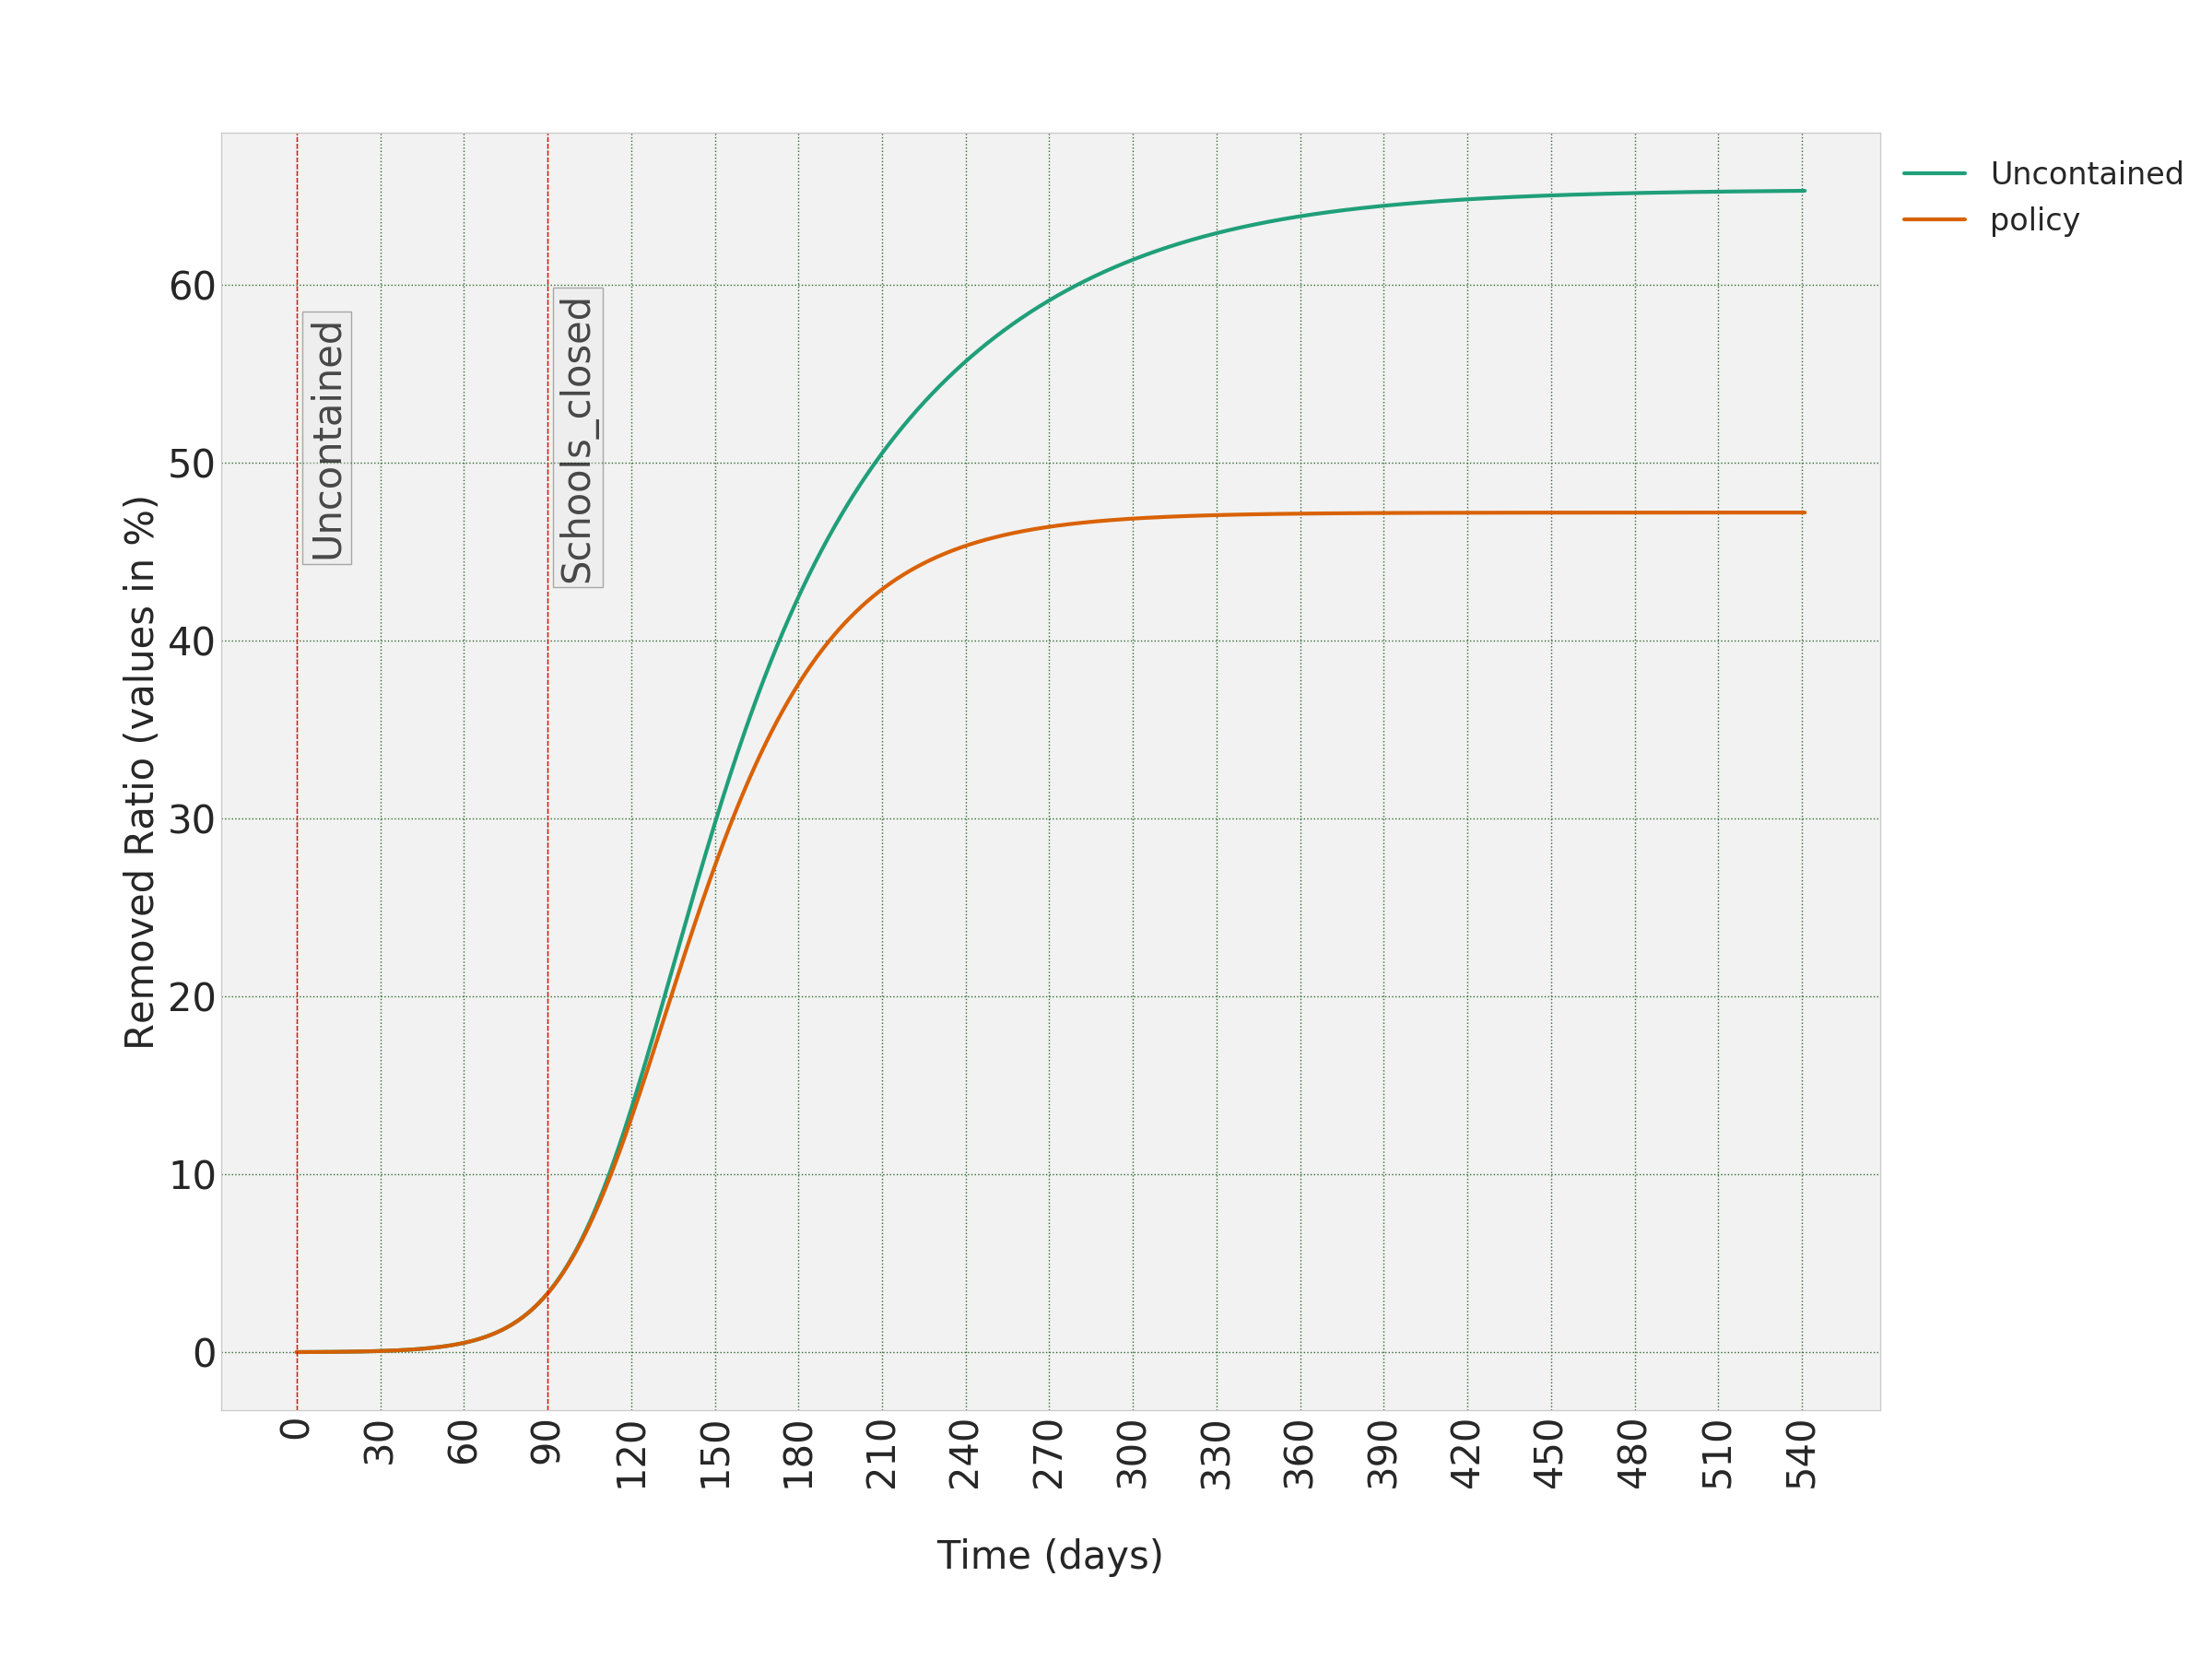 Uncontained
policy
60
50
40
30
20
10
0
Removed Ratio (values in %)
Uncontained
Schools_closed
0 30 60 90 120 150 180 210 240 270 300 330 360 390 420 450 480 510 540
Time (days)